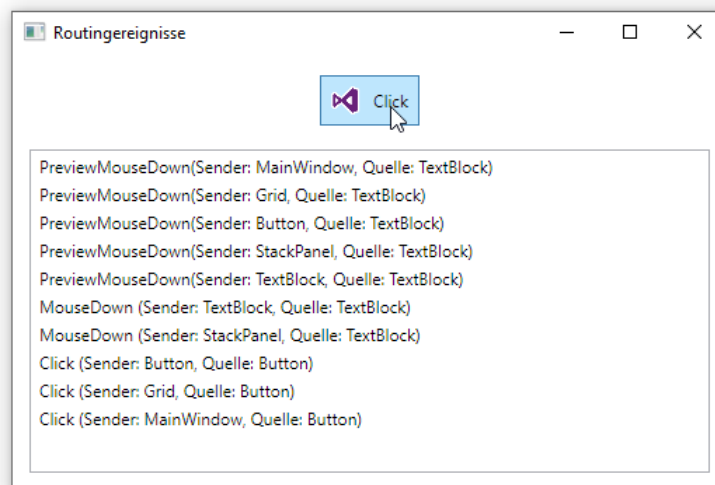 Routingereignisse
Click
PreviewMouseDown(Sender: MainWindow, Quelle: TextBlock)
PreviewMouseDown(Sender: Grid, Quelle: TextBlock)
PreviewMouseDown(Sender: Button, Quelle: TextBlock)
PreviewMouseDown(Sender: StackPanel, Quelle: TextBlock)
PreviewMouseDown(Sender: TextBlock, Quelle: TextBlock)
MouseDown (Sender: TextBlock, Quelle: TextBlock)
MouseDown (Sender: StackPanel, Quelle: TextBlock)
Click (Sender: Button, Quelle: Button)
Click (Sender: Grid, Quelle: Button)
Click (Sender: MainWindow, Quelle: Button)